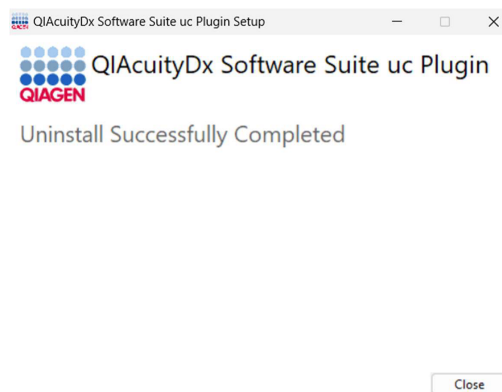 QIAcuityDx Software Suite uc Plugin Setup
QIAcuityDx Software Suite uc Plugin
QIAGEN
Uninstall Successfully Completed
Close